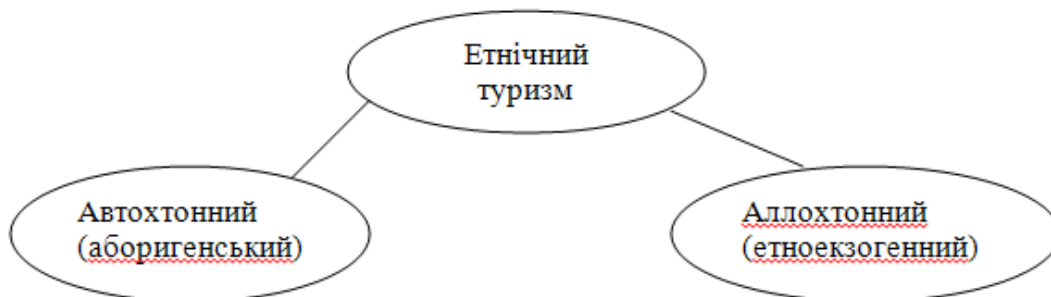 Етнічний
туризм
Автохтонний
(аборигенський)
Аллохтонний
(етноекзогенний)